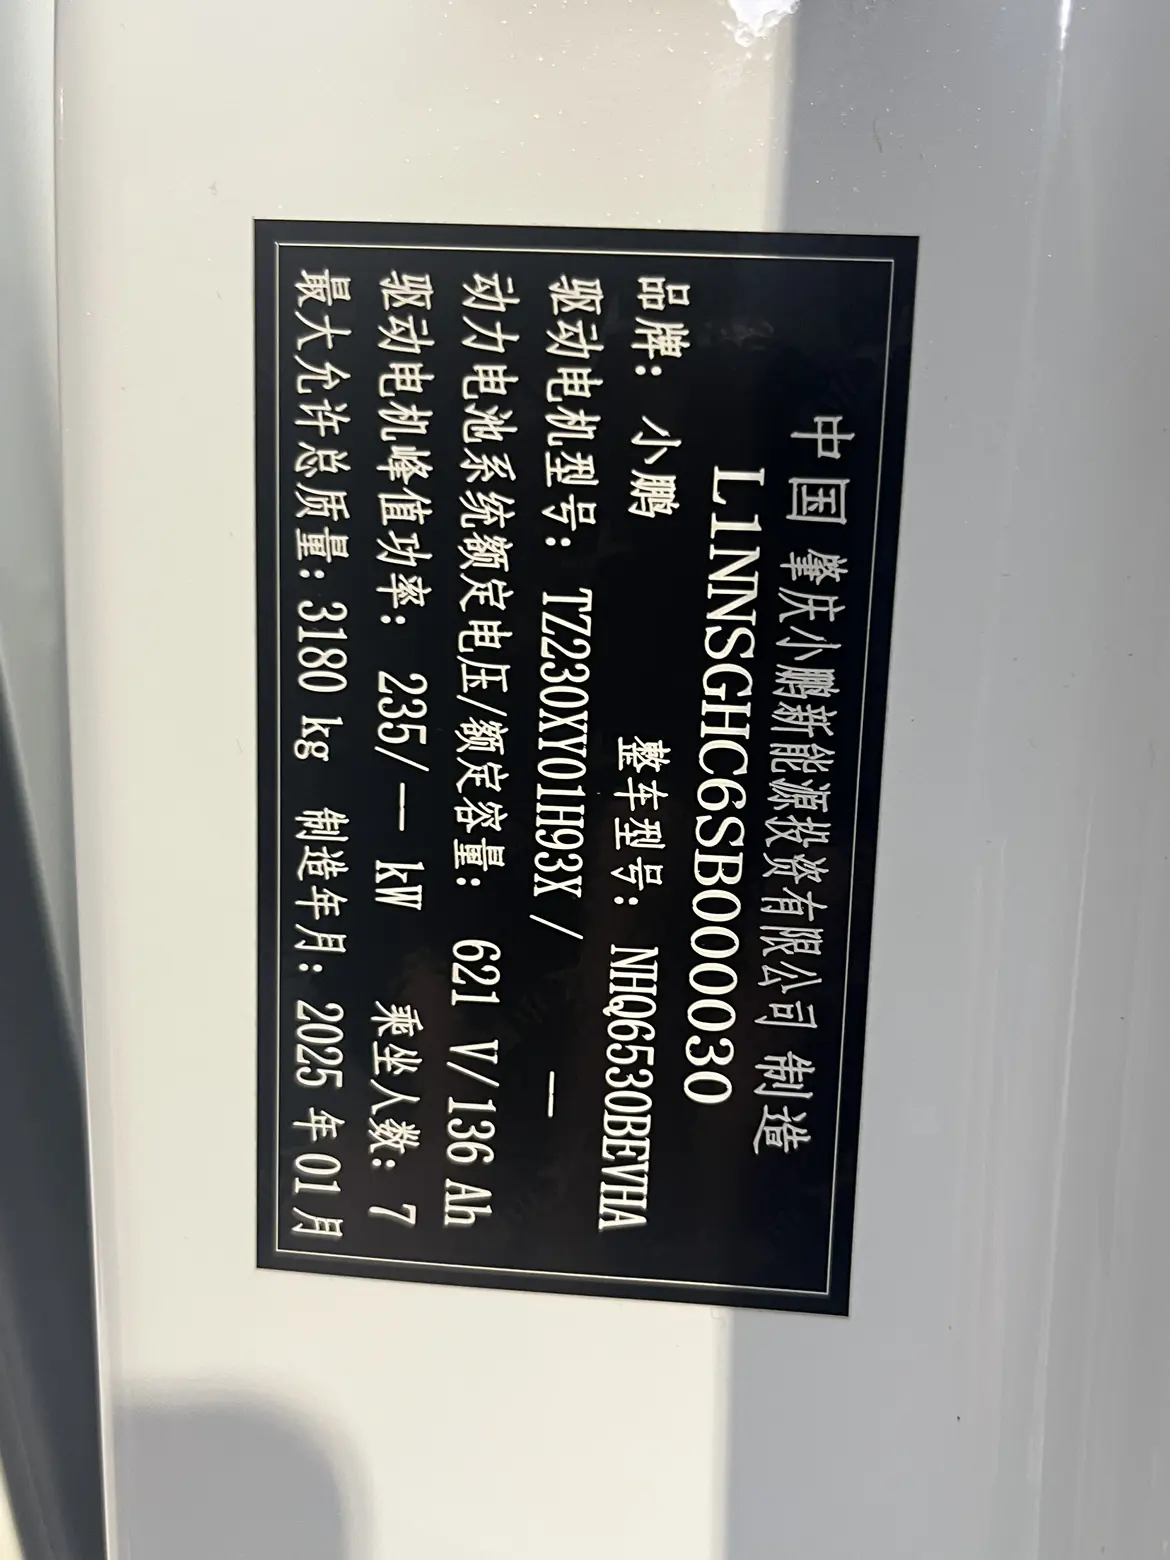 中国 肇庆小鹏新能源投资有限公司 制造
L1NNSGHC6SB000030
品牌: 小鹏 整车型号: NHQ6530BEVHA
驱动电机型号: TZ230XY01H93X / —
动力电池系统额定电压/额定容量: 621 V/136 Ah
驱动电机峰值功率: 235/— kW 乘坐人数: 7
最大允许总质量: 3180 kg 制造年月: 2025 年 01 月